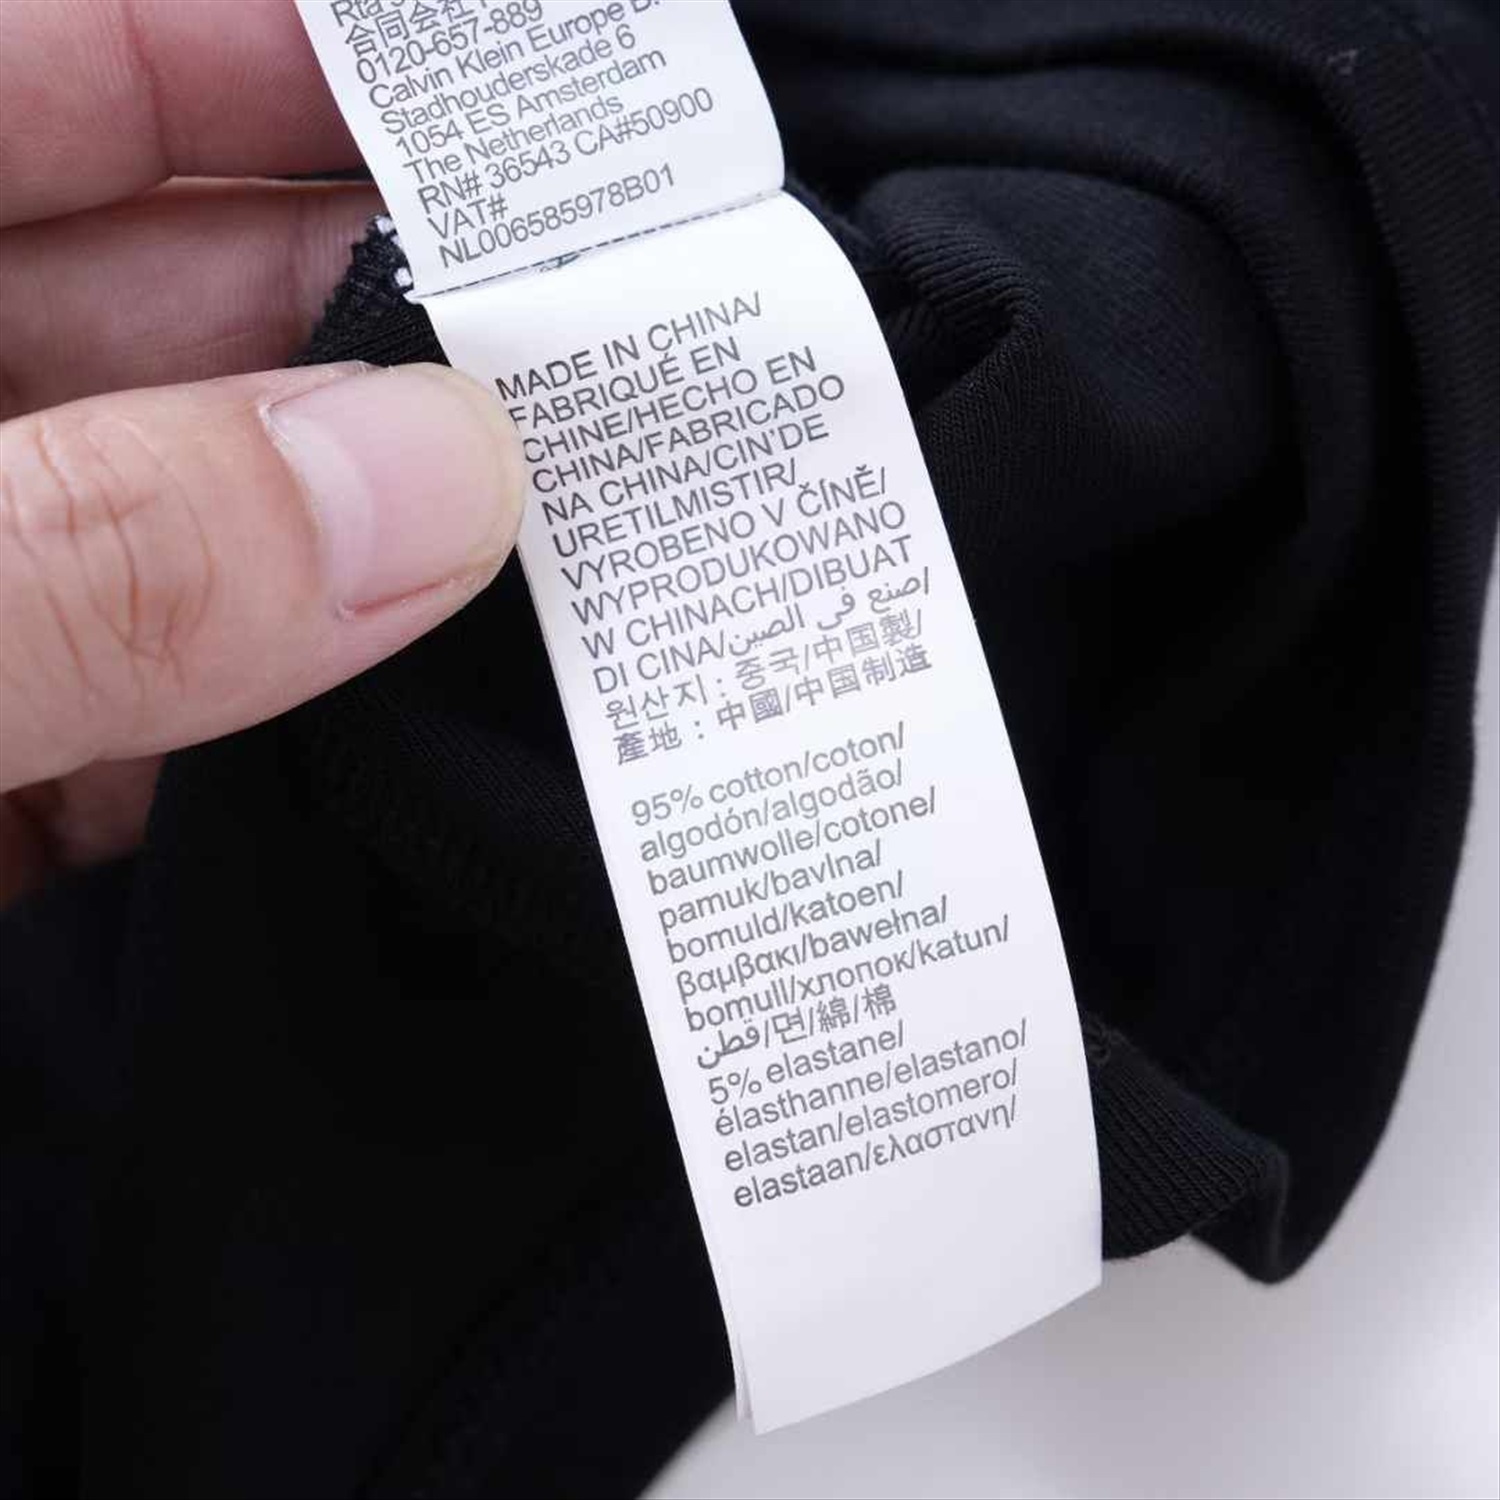 合同会社
0120-657-889
Calvin Klein Europe B.
Stadhouderskade 6
1054 ES Amsterdam
The Netherlands
RN# 36543 CA#50900
VAT#
NL006585978B01
MADE IN CHINA/
FABRIQUÉ EN
CHINE/HECHO EN
CHINA/FABRICADO
NA CHINA/CIN'DE
URETILMISTIR/
VYROBENO V ČÍNĚ/
WYPRODUKOWANO
W CHINACH/DIBUAT
DI CINA/صنع في الصين/
원산지 : 중국/中国製/
產地 : 中國/中国制造
95% cotton/coton/
algodón/algodão/
baumwolle/cotone/
pamuk/bavlna/
bomuld/katoen/
βαμβακι/bawełna/
bomull/хлопок/katun/
قطن/면/綿/棉
5% elastane/
élasthanne/elastano/
elastan/elastomero/
elastaan/ελαστανη/